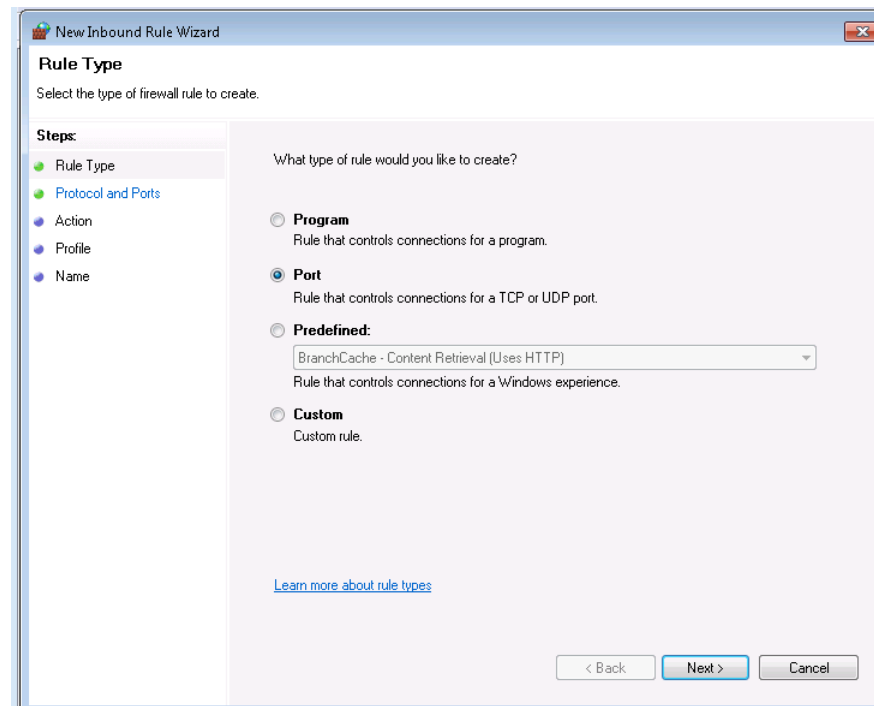 New Inbound Rule Wizard
Rule Type
Select the type of firewall rule to create.
Steps:
Rule Type
Protocol and Ports
Action
Profile
Name
What type of rule would you like to create?
Program
Rule that controls connections for a program.
Port
Rule that controls connections for a TCP or UDP port.
Predefined:
BranchCache - Content Retrieval (Uses HTTP)
Rule that controls connections for a Windows experience.
Custom
Custom rule.
Learn more about rule types
< Back Next > Cancel